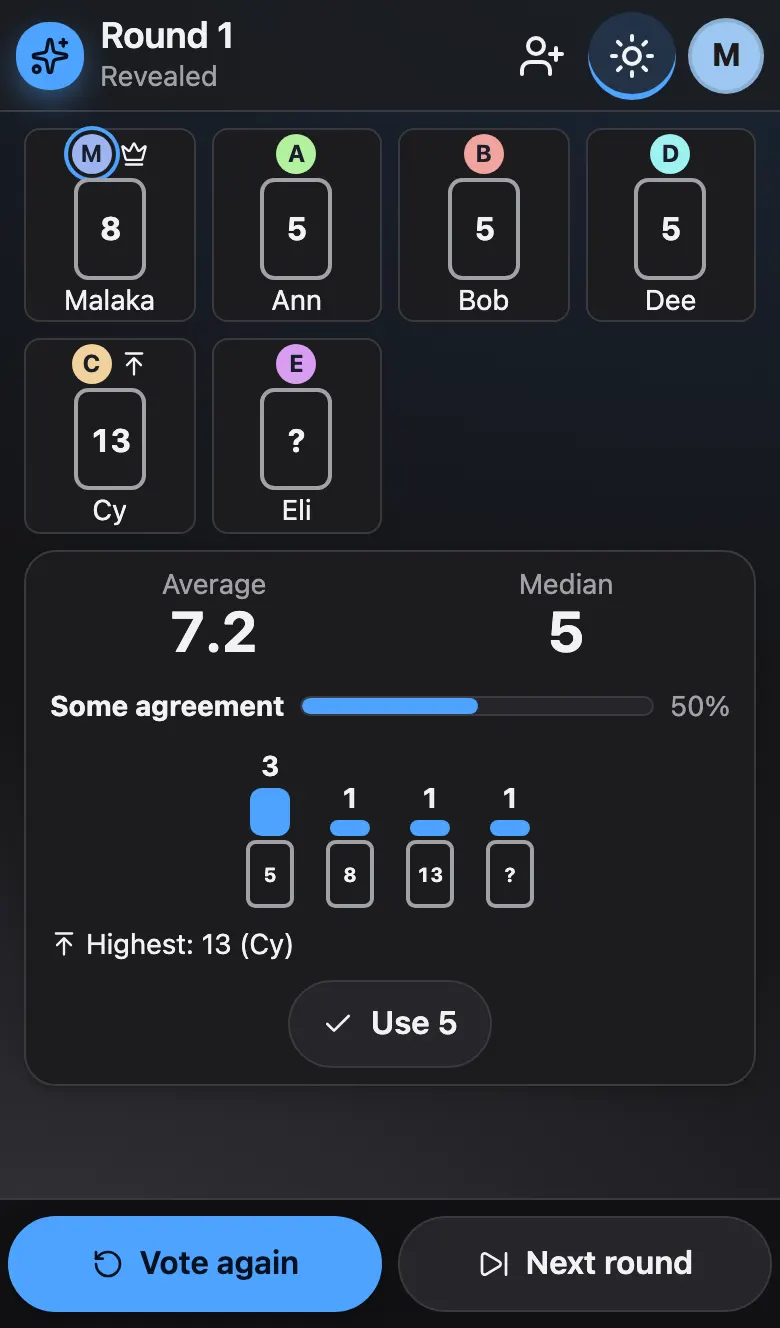 Round 1
Revealed
M
M
8
Malaka
A
5
Ann
B
5
Bob
D
5
Dee
C
13
Cy
E
?
Eli
Average
7.2
Median
5
Some agreement
50%
3
1
1
1
5
8
13
?
Highest: 13 (Cy)
Use 5
Vote again
Next round